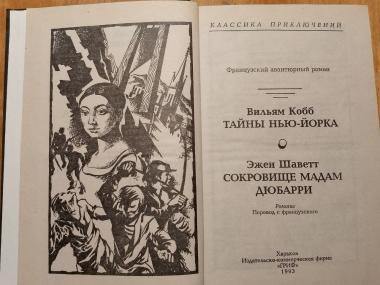 КЛАССИКА ПРИКЛЮЧЕНИЙ
Французский авантюрный роман
Вильям Кобб
ТАЙНЫ НЬЮ-ЙОРКА
Эжен Шаветт
СОКРОВИЩЕ МАДАМ
ДЮБАРРИ
Романы
Перевод с французского
Харьков
Издательско-коммерческая фирма
«ГРИФ»
1993